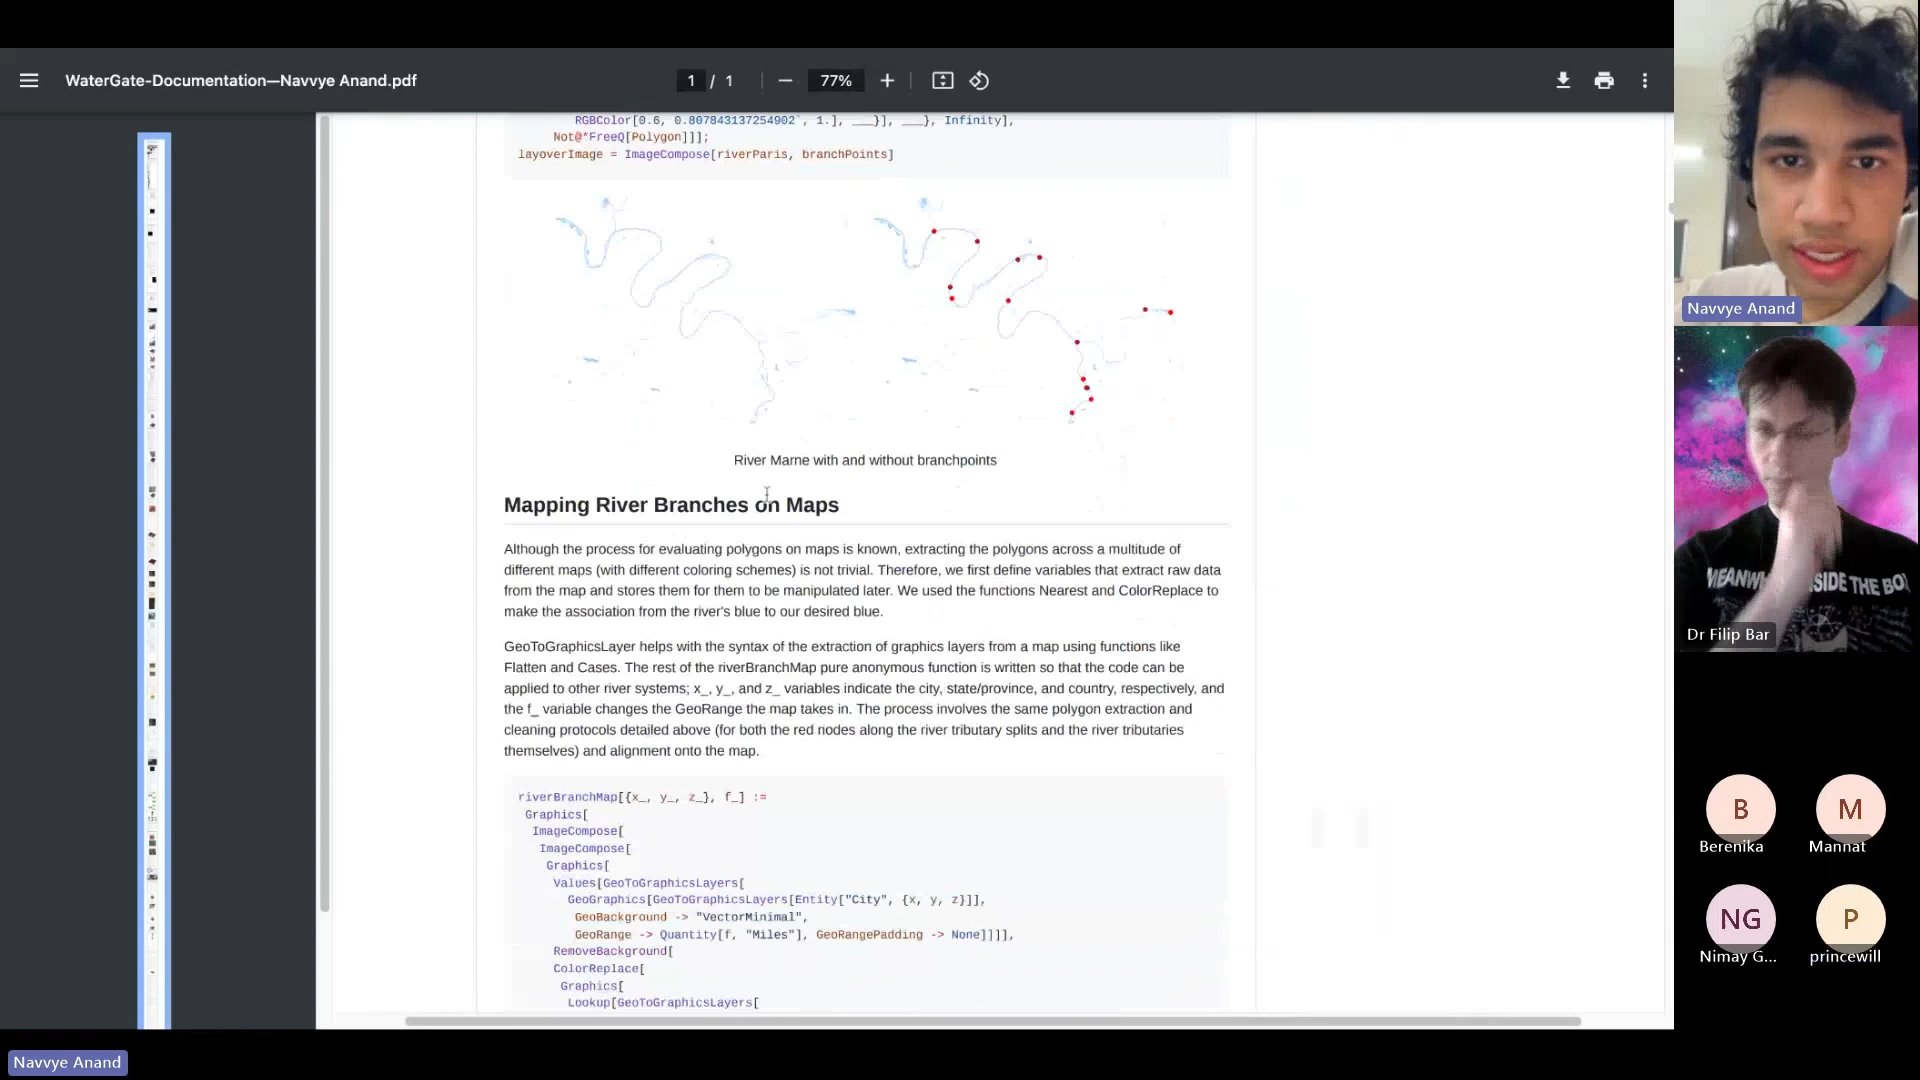 WaterGate-Documentation—Navvye Anand.pdf
1 / 1
77%
RGBColor[0.6, 0.807843137254902`, 1.], ___}], ___}, Infinity],
Not@*FreeQ[Polygon]]];
layoverImage = ImageCompose[riverParis, branchPoints]
River Marne with and without branchpoints
Mapping River Branches on Maps
Although the process for evaluating polygons on maps is known, extracting the polygons across a multitude of
different maps (with different coloring schemes) is not trivial. Therefore, we first define variables that extract raw data
from the map and stores them for them to be manipulated later. We used the functions Nearest and ColorReplace to
make the association from the river's blue to our desired blue.
GeoToGraphicsLayer helps with the syntax of the extraction of graphics layers from a map using functions like
Flatten and Cases. The rest of the riverBranchMap pure anonymous function is written so that the code can be
applied to other river systems; x_, y_, and z_ variables indicate the city, state/province, and country, respectively, and
the f_ variable changes the GeoRange the map takes in. The process involves the same polygon extraction and
cleaning protocols detailed above (for both the red nodes along the river tributary splits and the river tributaries
themselves) and alignment onto the map.
riverBranchMap[{x_, y_, z_}, f_] :=
Graphics[
ImageCompose[
ImageCompose[
Graphics[
Values[GeoToGraphicsLayers[
GeoGraphics[GeoToGraphicsLayers[Entity["City", {x, y, z}]],
GeoBackground -> "VectorMinimal",
GeoRange -> Quantity[f, "Miles"], GeoRangePadding -> None]]]],
RemoveBackground[
ColorReplace[
Graphics[
Lookup[GeoToGraphicsLayers[
Navvye Anand
MEANWH INSIDE THE BO
Dr Filip Bar
B
Berenika
M
Mannat
NG
Nimay G...
P
princewill
Navvye Anand